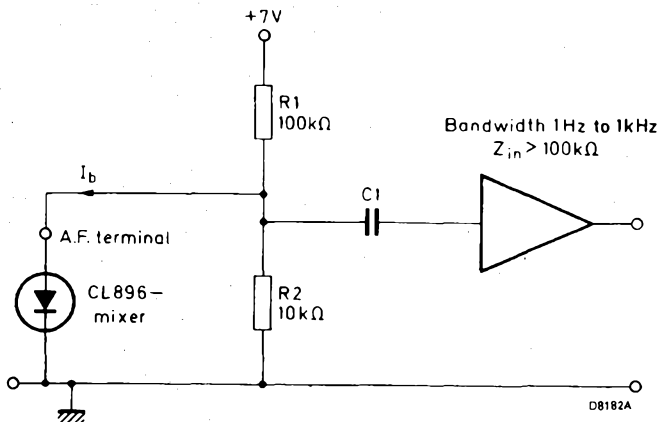 +7V
R1
100kΩ
Bandwidth 1Hz to 1kHz
Zin > 100kΩ
Ib
C1
A.F. terminal
CL896-
mixer
R2
10kΩ
D8182A